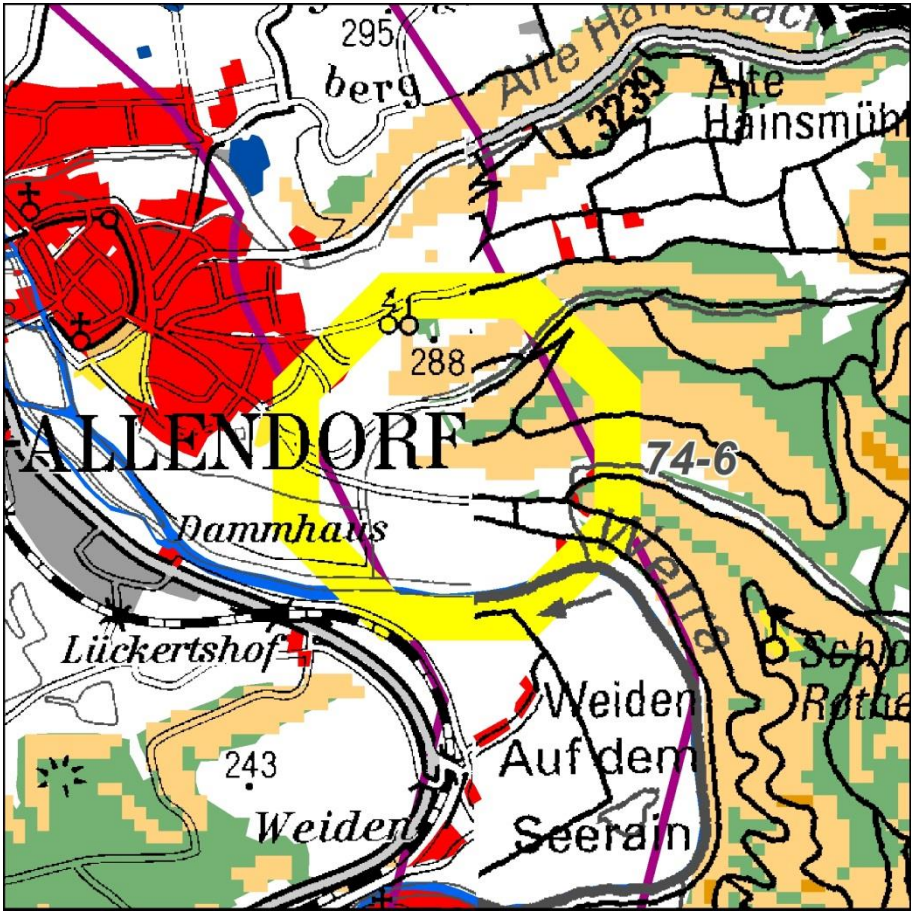 295
berg
Alte Hainsbach
L 3239
Alte
Hainsmühl
288
ALLENDORF
74-6
Dammhaus
Werra
Lückertshof
Schlo
Rothe
243
Weiden
Weiden
Auf dem
Seerain